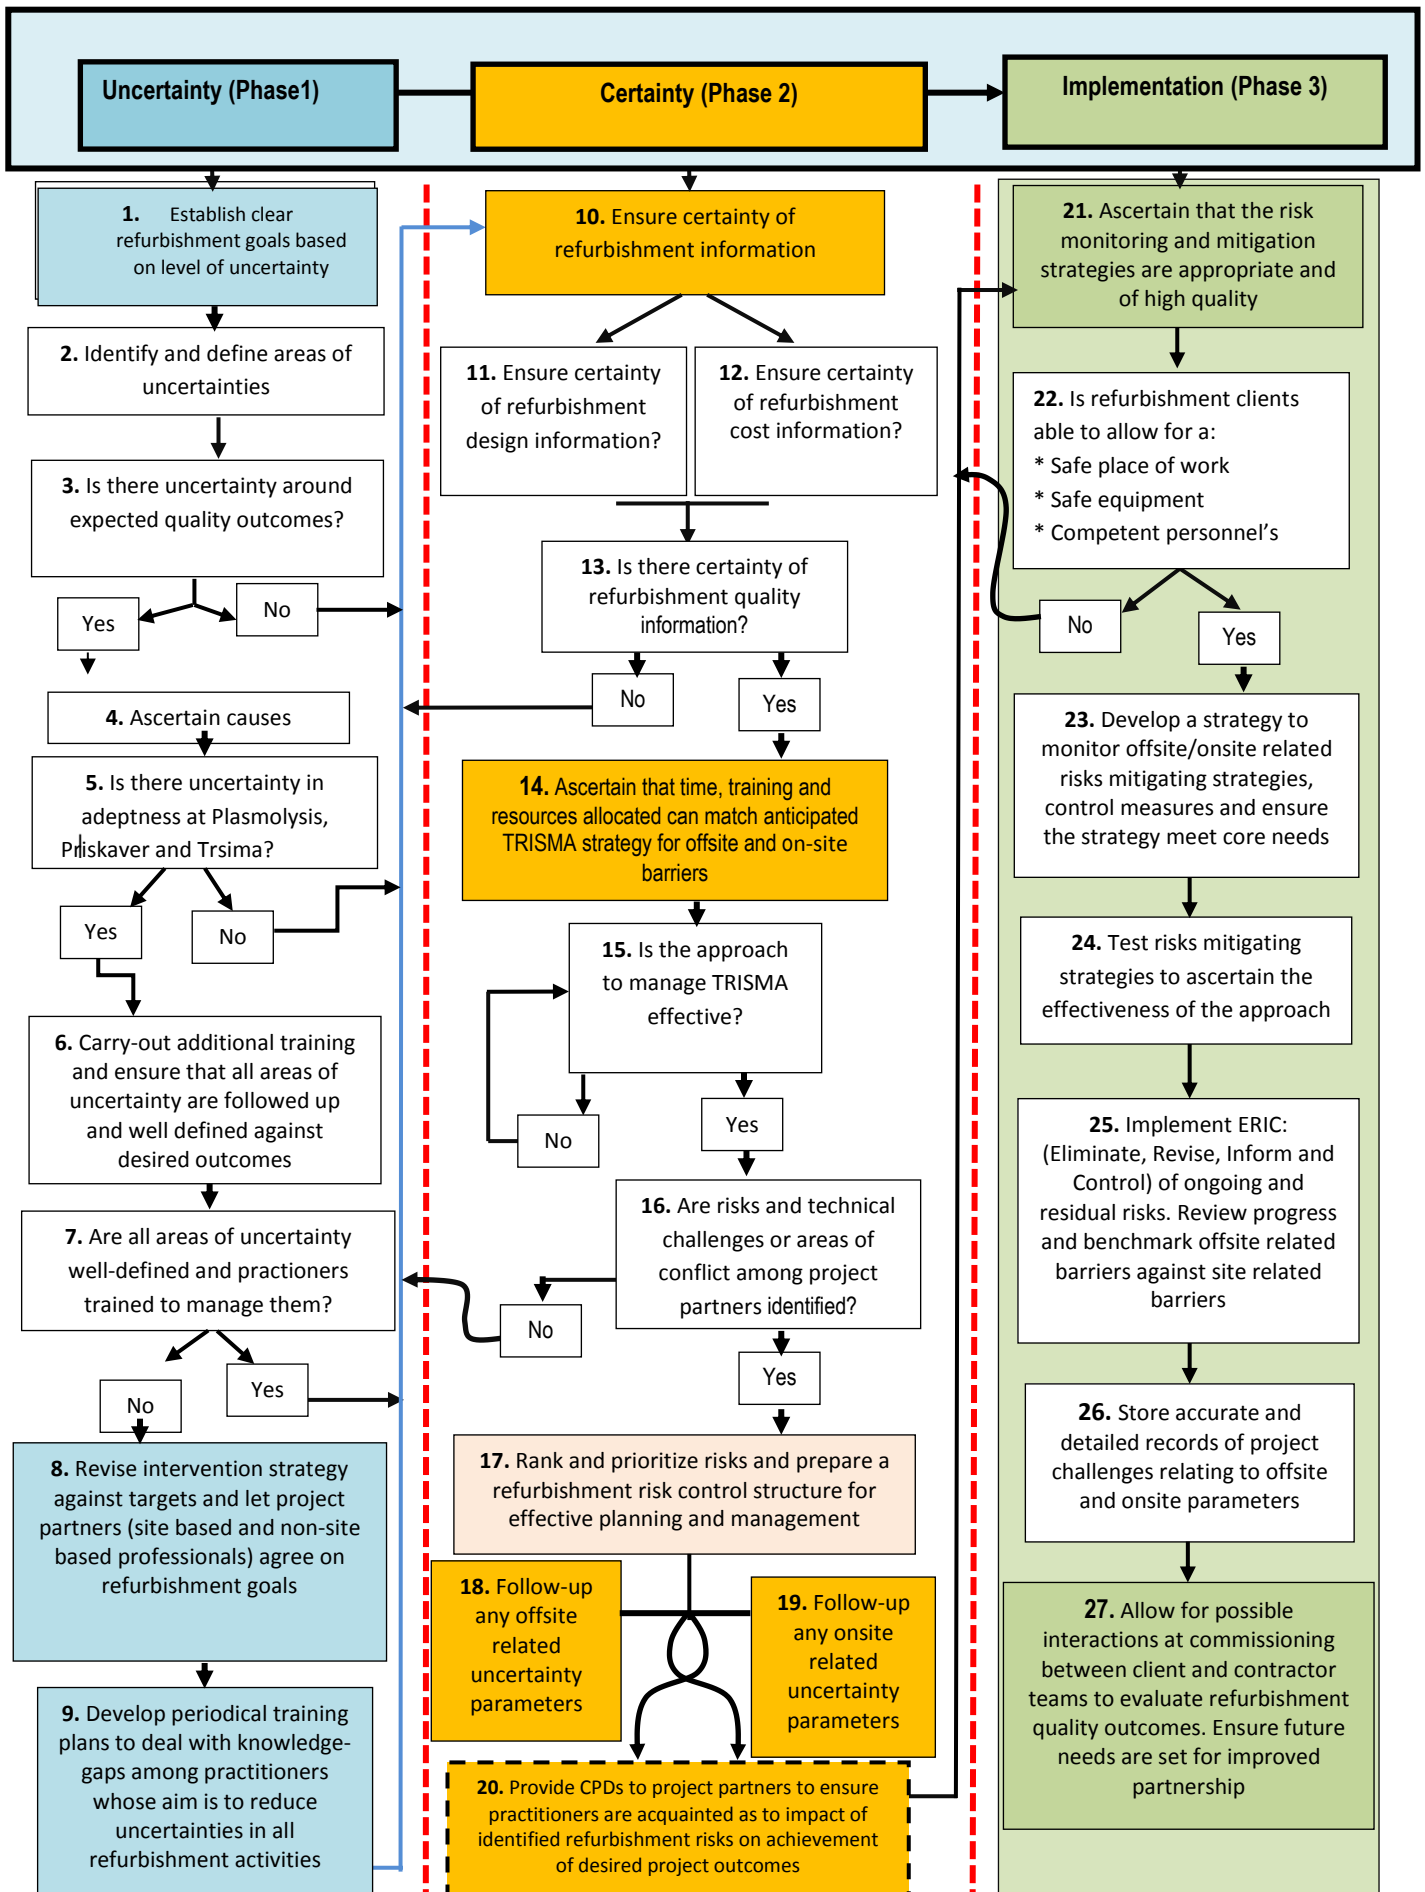 Uncertainty (Phase1)
Certainty (Phase 2)
Implementation (Phase 3)
1. Establish clear
refurbishment goals based
on level of uncertainty
2. Identify and define areas of
uncertainties
3. Is there uncertainty around
expected quality outcomes?
Yes
No
4. Ascertain causes
5. Is there uncertainty in
adeptness at Plasmolysis,
Priskaver and Trsima?
Yes
No
6. Carry-out additional training
and ensure that all areas of
uncertainty are followed up
and well defined against
desired outcomes
7. Are all areas of uncertainty
well-defined and practioners
trained to manage them?
No
Yes
8. Revise intervention strategy
against targets and let project
partners (site based and non-site
based professionals) agree on
refurbishment goals
9. Develop periodical training
plans to deal with knowledge-
gaps among practitioners
whose aim is to reduce
uncertainties in all
refurbishment activities
10. Ensure certainty of
refurbishment information
11. Ensure certainty
of refurbishment
design information?
12. Ensure certainty
of refurbishment
cost information?
13. Is there certainty of
refurbishment quality
information?
No
Yes
14. Ascertain that time, training and
resources allocated can match anticipated
TRISMA strategy for offsite and on-site
barriers
15. Is the approach
to manage TRISMA
effective?
No
Yes
16. Are risks and technical
challenges or areas of
conflict among project
partners identified?
No
Yes
17. Rank and prioritize risks and prepare a
refurbishment risk control structure for
effective planning and management
18. Follow-up
any offsite
related
uncertainty
parameters
19. Follow-up
any onsite
related
uncertainty
parameters
20. Provide CPDs to project partners to ensure
practitioners are acquainted as to impact of
identified refurbishment risks on achievement
of desired project outcomes
21. Ascertain that the risk
monitoring and mitigation
strategies are appropriate and
of high quality
22. Is refurbishment clients
able to allow for a:
* Safe place of work
* Safe equipment
* Competent personnel's
No
Yes
23. Develop a strategy to
monitor offsite/onsite related
risks mitigating strategies,
control measures and ensure
the strategy meet core needs
24. Test risks mitigating
strategies to ascertain the
effectiveness of the approach
25. Implement ERIC:
(Eliminate, Revise, Inform and
Control) of ongoing and
residual risks. Review progress
and benchmark offsite related
barriers against site related
barriers
26. Store accurate and
detailed records of project
challenges relating to offsite
and onsite parameters
27. Allow for possible
interactions at commissioning
between client and contractor
teams to evaluate refurbishment
quality outcomes. Ensure future
needs are set for improved
partnership